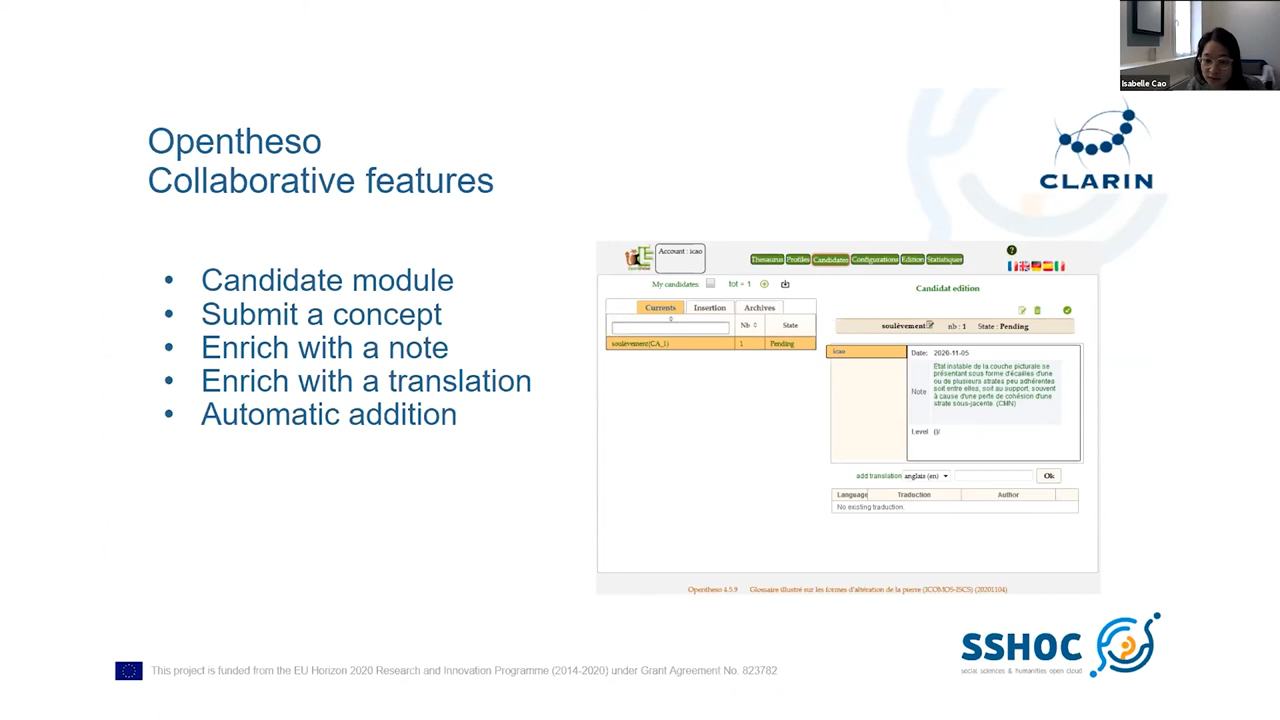 Isabelle Cao
Opentheso
Collaborative features
CLARIN
• Candidate module
• Submit a concept
• Enrich with a note
• Enrich with a translation
• Automatic addition
Account : icao
Thesaurus Profiles Candidates Configurations Edition Statistiques
?
My candidates tot = 1
Candidat edition
Currents Insertion Archives
Nb State
soulèvement(CA_1) 1 Pending
soulèvement nb : 1 State : Pending
icao
Date: 2020-11-05
Note
Etat instable de la couche picturale se
présentant sous forme d'écailles d'une
ou de plusieurs strates peu adhérentes
soit entre elles, soit au support, souvent
à cause d'une perte de cohésion d'une
strate sous-jacente. (CMN)
Level ()/
add translation anglais (en) Ok
Language Traduction Author
No existing traduction.
Opentheso 4.5.9 Glossaire illustré sur les formes d'altération de la pierre (ICOMOS-ISCS) (20201104)
SSHOC
social sciences & humanities open cloud
This project is funded from the EU Horizon 2020 Research and Innovation Programme (2014-2020) under Grant Agreement No. 823782